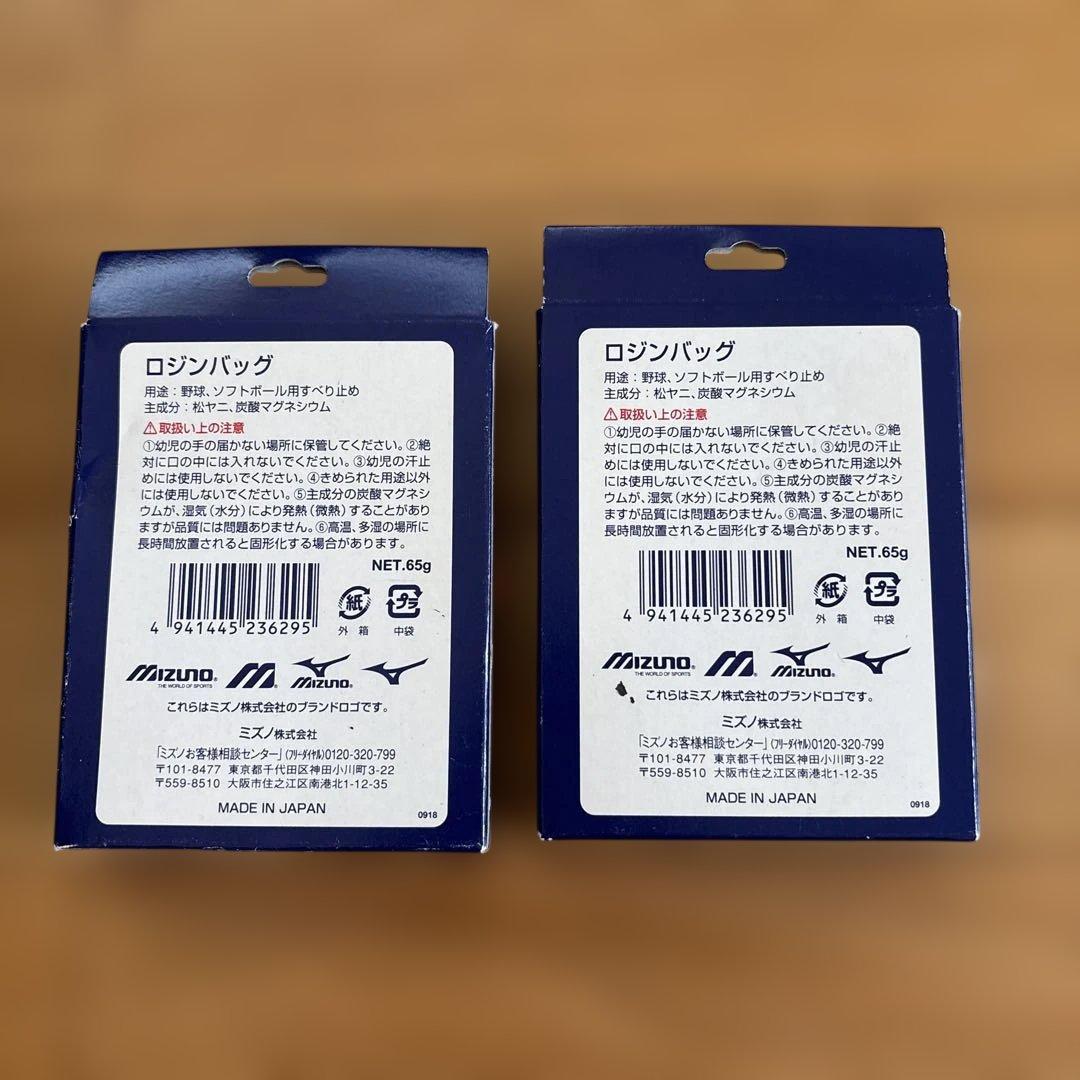 ロジンバッグ
用途：野球、ソフトボール用すべり止め
主成分：松ヤニ、炭酸マグネシウム
⚠取扱い上の注意
①幼児の手の届かない場所に保管してください。②絶
対に口の中には入れないでください。③幼児の汗止
めには使用しないでください。④きめられた用途以外
には使用しないでください。⑤主成分の炭酸マグネシ
ウムが、湿気(水分)により発熱(微熱)することがあり
ますが品質には問題ありません。⑥高温、多湿の場所に
長時間放置されると固形化する場合があります。
NET.65g
4 941445 236295
紙
外箱
プラ
中袋
MIZUNO®
THE WORLD OF SPORTS
M®
MIZUNO®
これらはミズノ株式会社のブランドロゴです。
ミズノ株式会社
「ミズノお客様相談センター」(フリーダイヤル)0120-320-799
〒101-8477 東京都千代田区神田小川町3-22
〒559-8510 大阪市住之江区南港北1-12-35
MADE IN JAPAN
0918
ロジンバッグ
用途：野球、ソフトボール用すべり止め
主成分：松ヤニ、炭酸マグネシウム
⚠取扱い上の注意
①幼児の手の届かない場所に保管してください。②絶
対に口の中には入れないでください。③幼児の汗止
めには使用しないでください。④きめられた用途以外
には使用しないでください。⑤主成分の炭酸マグネシ
ウムが、湿気(水分)により発熱(微熱)することがあり
ますが品質には問題ありません。⑥高温、多湿の場所に
長時間放置されると固形化する場合があります。
NET.65g
4 941445 236295
紙
外箱
プラ
中袋
MIZUNO®
THE WORLD OF SPORTS
M®
MIZUNO®
これらはミズノ株式会社のブランドロゴです。
ミズノ株式会社
「ミズノお客様相談センター」(フリーダイヤル)0120-320-799
〒101-8477 東京都千代田区神田小川町3-22
〒559-8510 大阪市住之江区南港北1-12-35
MADE IN JAPAN
0918